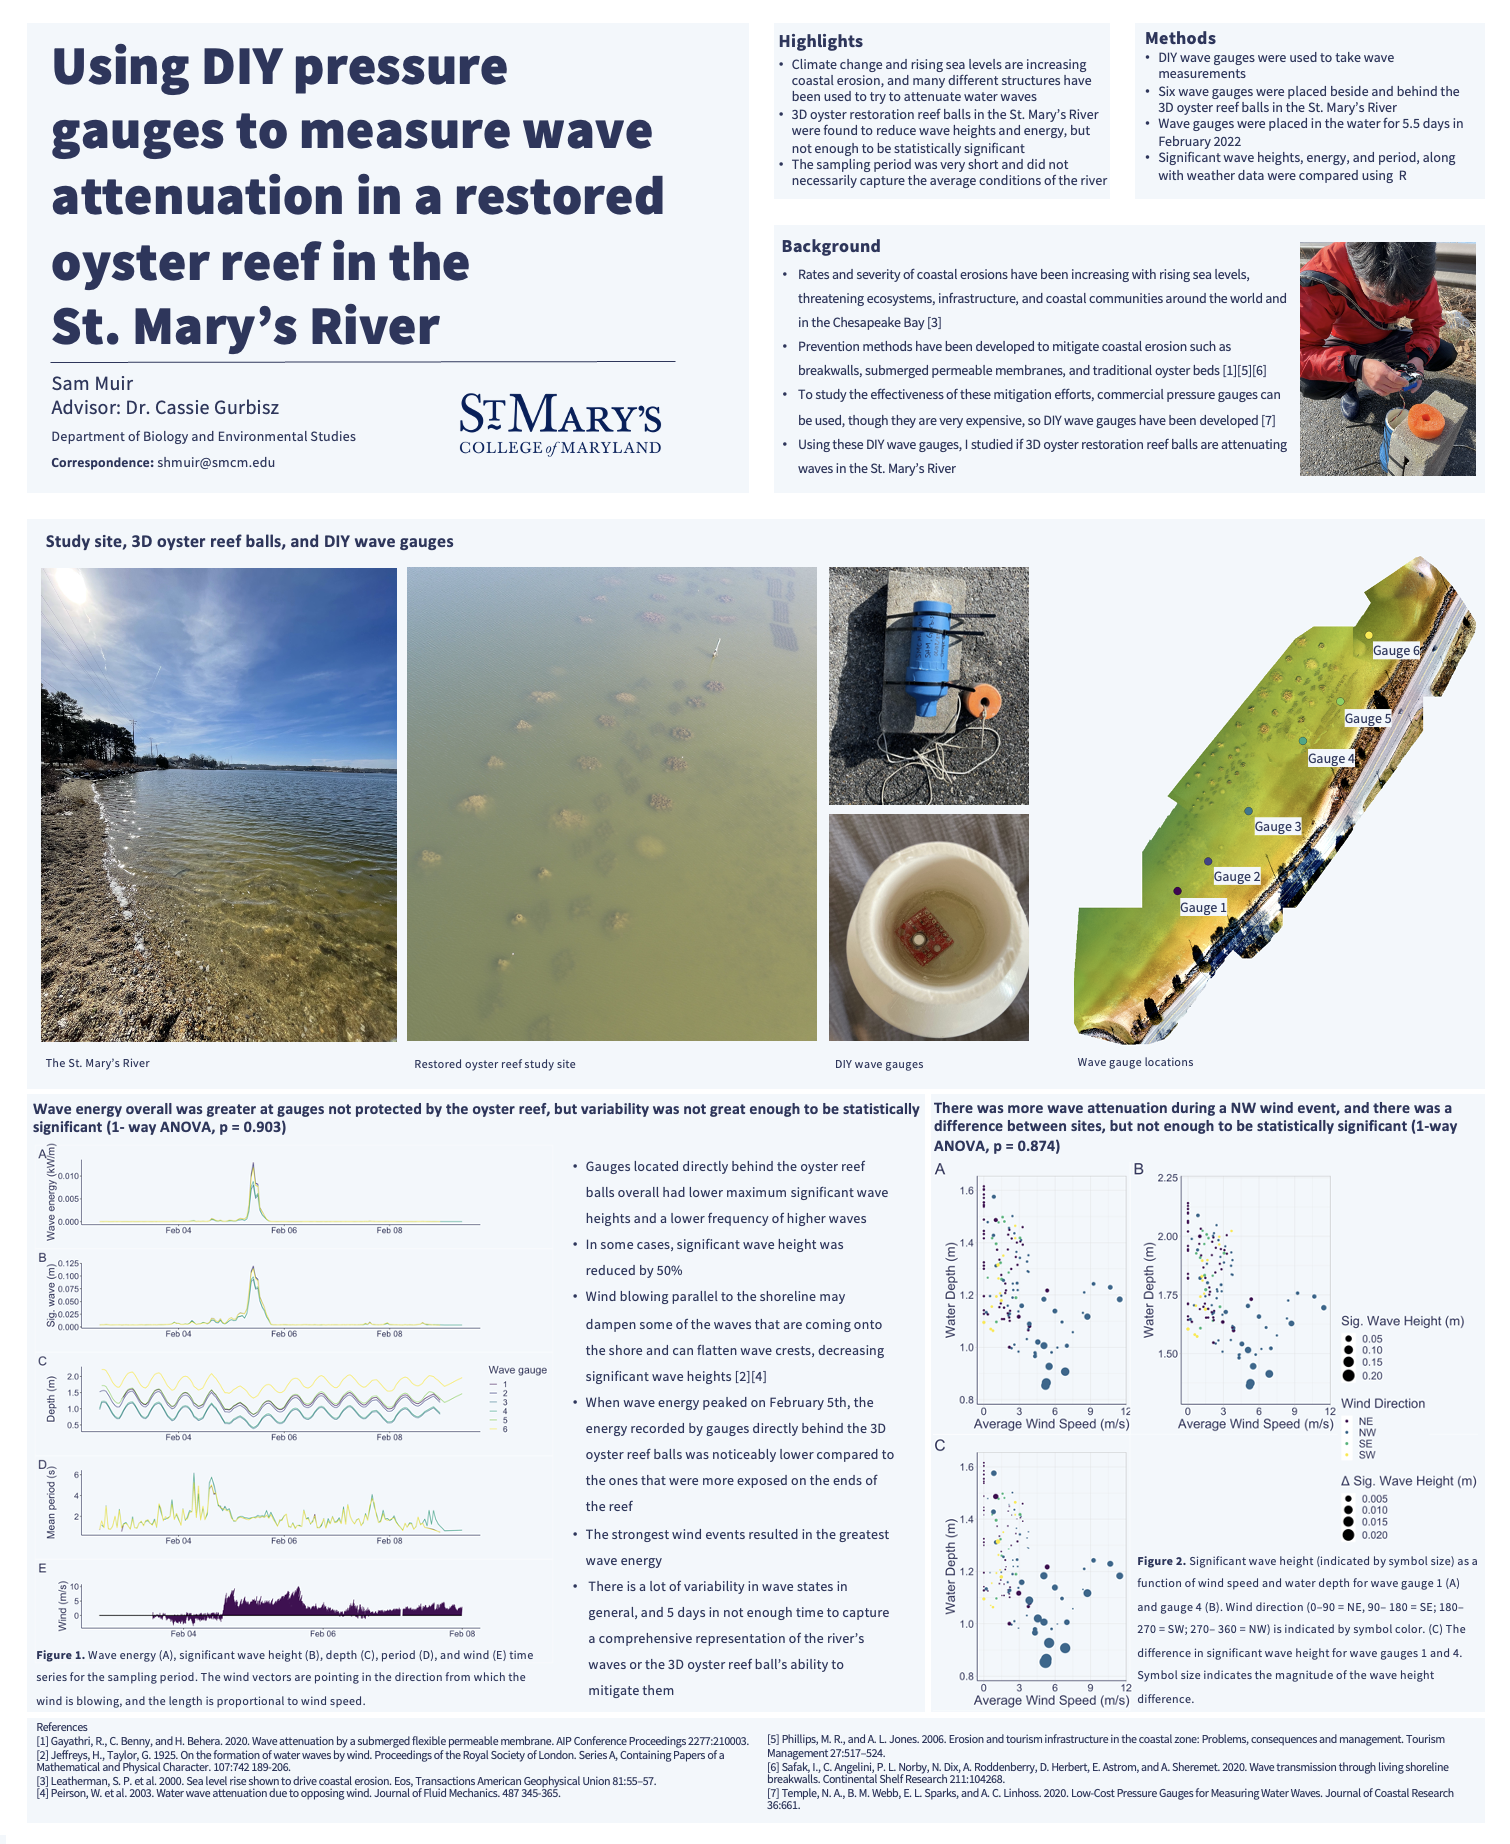 Using DIY pressure
gauges to measure wave
attenuation in a restored
oyster reef in the
St. Mary's River
Sam Muir
Advisor: Dr. Cassie Gurbisz
Department of Biology and Environmental Studies
Correspondence: shmuir@smcm.edu
ST MARY'S
COLLEGE of MARYLAND
Highlights
• Climate change and rising sea levels are increasing
coastal erosion, and many different structures have
been used to try to attenuate water waves
• 3D oyster restoration reef balls in the St. Mary's River
were found to reduce wave heights and energy, but
not enough to be statistically significant
• The sampling period was very short and did not
necessarily capture the average conditions of the river
Methods
• DIY wave gauges were used to take wave
measurements
• Six wave gauges were placed beside and behind the
3D oyster reef balls in the St. Mary's River
• Wave gauges were placed in the water for 5.5 days in
February 2022
• Significant wave heights, energy, and period, along
with weather data were compared using R
Background
• Rates and severity of coastal erosions have been increasing with rising sea levels,
threatening ecosystems, infrastructure, and coastal communities around the world and
in the Chesapeake Bay [3]
• Prevention methods have been developed to mitigate coastal erosion such as
breakwalls, submerged permeable membranes, and traditional oyster beds [1][5][6]
• To study the effectiveness of these mitigation efforts, commercial pressure gauges can
be used, though they are very expensive, so DIY wave gauges have been developed [7]
• Using these DIY wave gauges, I studied if 3D oyster restoration reef balls are attenuating
waves in the St. Mary's River
Study site, 3D oyster reef balls, and DIY wave gauges
Gauge 6
Gauge 5
Gauge 4
Gauge 3
Gauge 2
Gauge 1
The St. Mary's River
Restored oyster reef study site
DIY wave gauges
Wave gauge locations
Wave energy overall was greater at gauges not protected by the oyster reef, but variability was not great enough to be statistically
significant (1- way ANOVA, p = 0.903)
A
Wave energy (kW/m)
0.010
0.005
0.000
Feb 04 Feb 06 Feb 08
B
Sig. wave (m)
0.125
0.100
0.075
0.050
0.025
0.000
Feb 04 Feb 06 Feb 08
C
Depth (m)
2.0
1.5
1.0
0.5
Feb 04 Feb 06 Feb 08
Wave gauge
1
2
3
4
5
6
D
Mean period (s)
6
4
2
Feb 04 Feb 06 Feb 08
E
Wind (m/s)
10
5
0
Feb 04 Feb 06 Feb 08
Figure 1. Wave energy (A), significant wave height (B), depth (C), period (D), and wind (E) time
series for the sampling period. The wind vectors are pointing in the direction from which the
wind is blowing, and the length is proportional to wind speed.
• Gauges located directly behind the oyster reef
balls overall had lower maximum significant wave
heights and a lower frequency of higher waves
• In some cases, significant wave height was
reduced by 50%
• Wind blowing parallel to the shoreline may
dampen some of the waves that are coming onto
the shore and can flatten wave crests, decreasing
significant wave heights [2][4]
• When wave energy peaked on February 5th, the
energy recorded by gauges directly behind the 3D
oyster reef balls was noticeably lower compared to
the ones that were more exposed on the ends of
the reef
• The strongest wind events resulted in the greatest
wave energy
• There is a lot of variability in wave states in
general, and 5 days in not enough time to capture
a comprehensive representation of the river's
waves or the 3D oyster reef ball's ability to
mitigate them
There was more wave attenuation during a NW wind event, and there was a
difference between sites, but not enough to be statistically significant (1-way
ANOVA, p = 0.874)
A
Water Depth (m)
1.6
1.4
1.2
1.0
0.8
0 3 6 9 12
Average Wind Speed (m/s)
B
Water Depth (m)
2.25
2.00
1.75
1.50
0 3 6 9 12
Average Wind Speed (m/s)
C
Water Depth (m)
1.6
1.4
1.2
1.0
0.8
0 3 6 9 12
Average Wind Speed (m/s)
Sig. Wave Height (m)
0.05
0.10
0.15
0.20
Wind Direction
NE
NW
SE
SW
Δ Sig. Wave Height (m)
0.005
0.010
0.015
0.020
Figure 2. Significant wave height (indicated by symbol size) as a
function of wind speed and water depth for wave gauge 1 (A)
and gauge 4 (B). Wind direction (0–90 = NE, 90– 180 = SE; 180–
270 = SW; 270– 360 = NW) is indicated by symbol color. (C) The
difference in significant wave height for wave gauges 1 and 4.
Symbol size indicates the magnitude of the wave height
difference.
References
[1] Gayathri, R., C. Benny, and H. Behera. 2020. Wave attenuation by a submerged flexible permeable membrane. AIP Conference Proceedings 2277:210003.
[2] Jeffreys, H., Taylor, G. 1925. On the formation of water waves by wind. Proceedings of the Royal Society of London. Series A, Containing Papers of a
Mathematical and Physical Character. 107:742 189-206.
[3] Leatherman, S. P. et al. 2000. Sea level rise shown to drive coastal erosion. Eos, Transactions American Geophysical Union 81:55–57.
[4] Peirson, W. et al. 2003. Water wave attenuation due to opposing wind. Journal of Fluid Mechanics. 487 345-365.
[5] Phillips, M. R., and A. L. Jones. 2006. Erosion and tourism infrastructure in the coastal zone: Problems, consequences and management. Tourism
Management 27:517–524.
[6] Safak, I., C. Angelini, P. L. Norby, N. Dix, A. Roddenberry, D. Herbert, E. Astrom, and A. Sheremet. 2020. Wave transmission through living shoreline
breakwalls. Continental Shelf Research 211:104268.
[7] Temple, N. A., B. M. Webb, E. L. Sparks, and A. C. Linhoss. 2020. Low-Cost Pressure Gauges for Measuring Water Waves. Journal of Coastal Research
36:661.